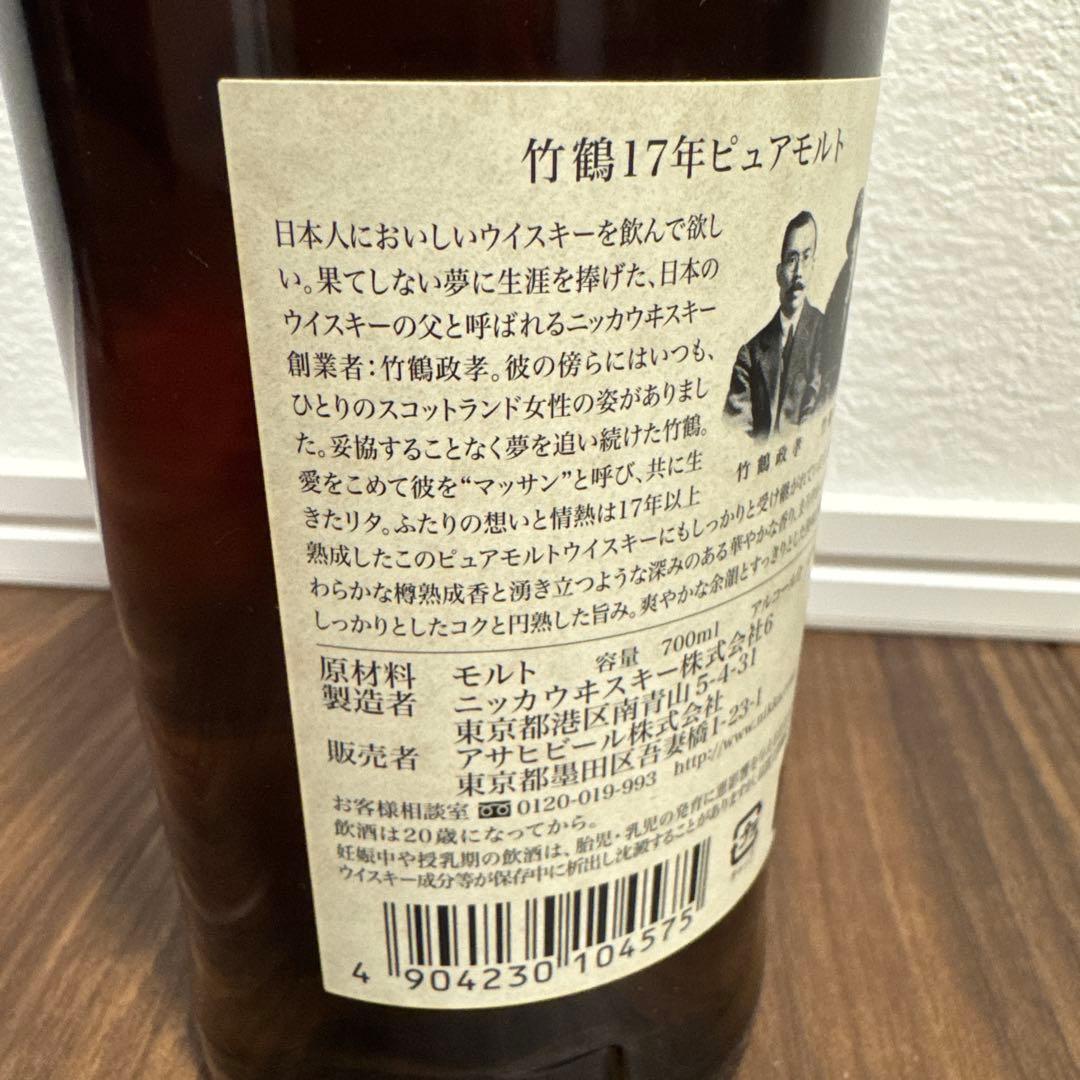 竹鶴17年ピュアモルト
日本人においしいウイスキーを飲んで欲し
い。果てしない夢に生涯を捧げた、日本の
ウイスキーの父と呼ばれるニッカウヰスキー
創業者：竹鶴政孝。彼の傍らにはいつも、
ひとりのスコットランド女性の姿がありまし
た。妥協することなく夢を追い続けた竹鶴。
愛をこめて彼を“マッサン”と呼び、共に生
きたリタ。ふたりの想いと情熱は17年以上
熟成したこのピュアモルトウイスキーにもしっかりと受け継がれて
わらかな樽熟成香と湧き立つような深みのある華やかな香り、
しっかりとしたコクと円熟した旨み。爽やかな余韻とすっきりとした
竹鶴政孝
アルコール分
原材料 モルト 容量 700ml
製造者 ニッカウヰスキー株式会社6
東京都港区南青山5-4-31
販売者 アサヒビール株式会社
東京都墨田区吾妻橋1-23-1
お客様相談室 0120-019-993 http://www.nikka
飲酒は20歳になってから。
妊娠中や授乳期の飲酒は、胎児・乳児の発育に悪影響を
ウイスキー成分等が保存中に析出し沈澱することがありますが、
4 904230 104575